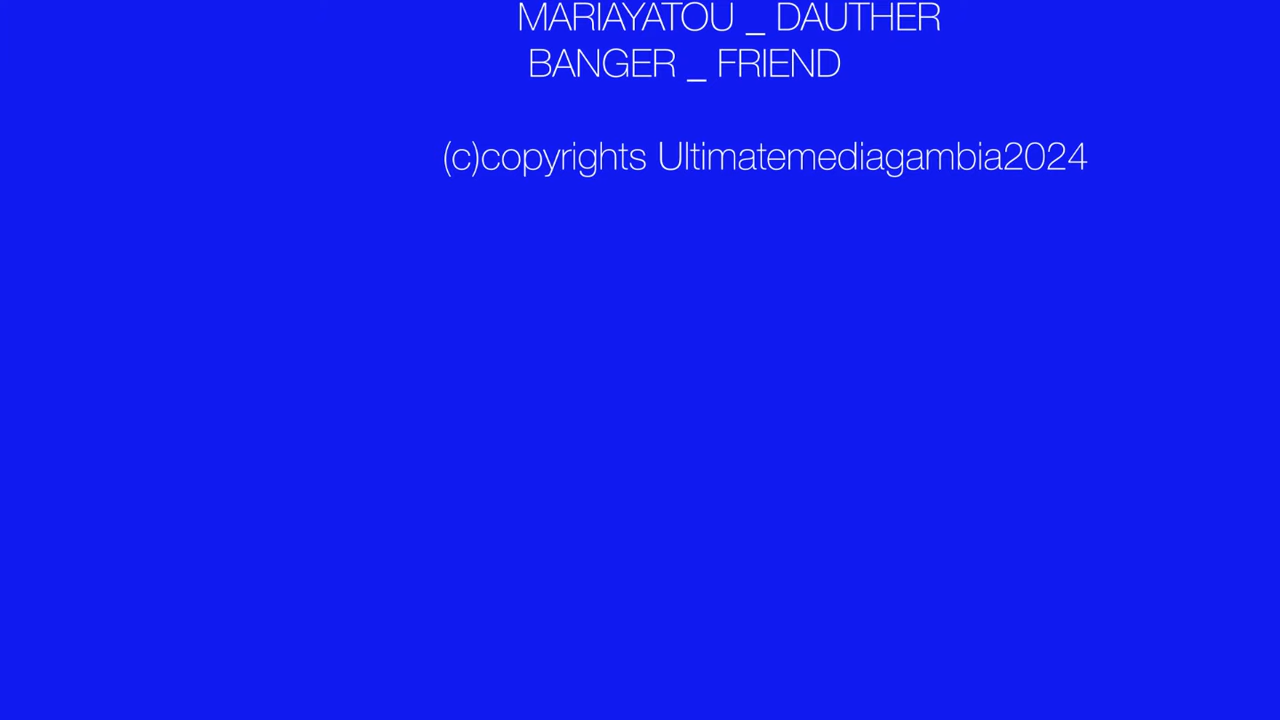 MARIAYATOU _ DAUTHER
BANGER _ FRIEND
(c)copyrights Ultimatemediagambia2024